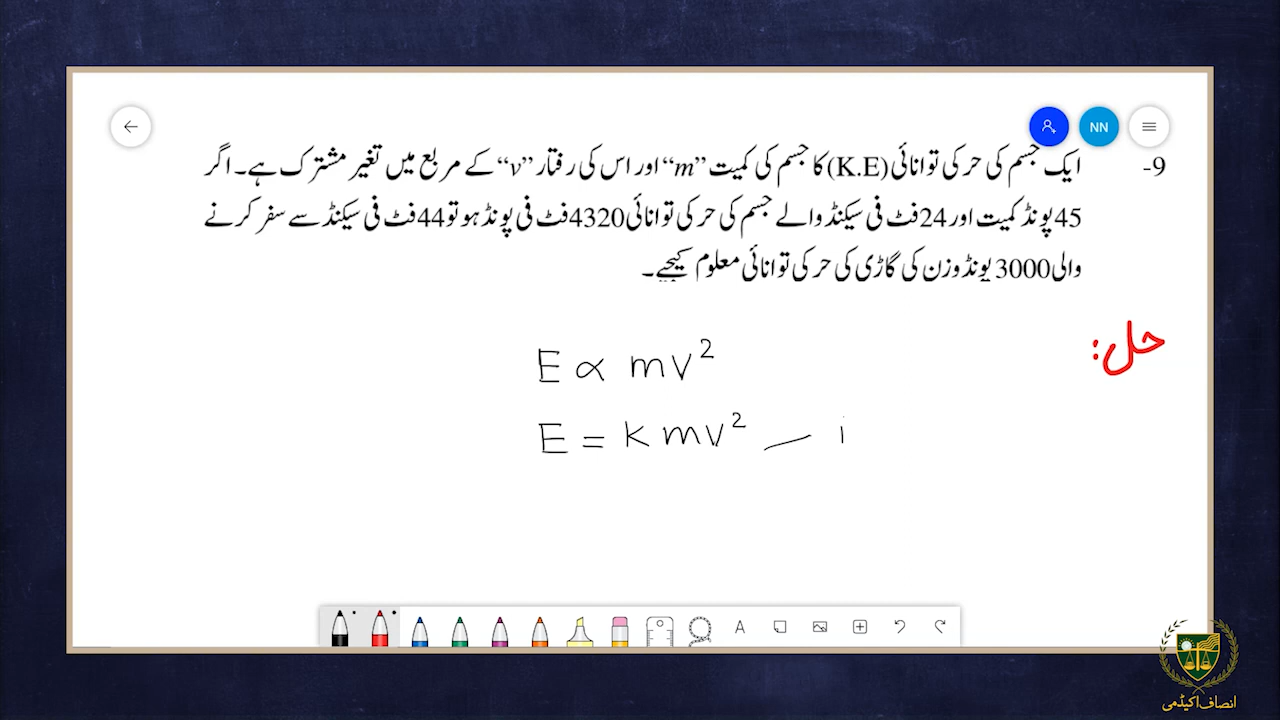 NN
9- ایک جسم کی حرکی توانائی (K.E) کا جسم کی کمیت ”m“ اور اس کی رفتار ”v“ کے مربع میں تغیر مشترک ہے۔ اگر
45 پونڈ کمیت اور 24 فٹ فی سیکنڈ والے جسم کی حرکی توانائی 4320 فٹ فی پونڈ ہو تو 44 فٹ فی سیکنڈ سے سفر کرنے
والی 3000 پونڈ وزن کی گاڑی کی حرکی توانائی معلوم کیجیے۔
حل:
E ∝ mv²
E = Kmv² — i
A
انصاف اکیڈمی